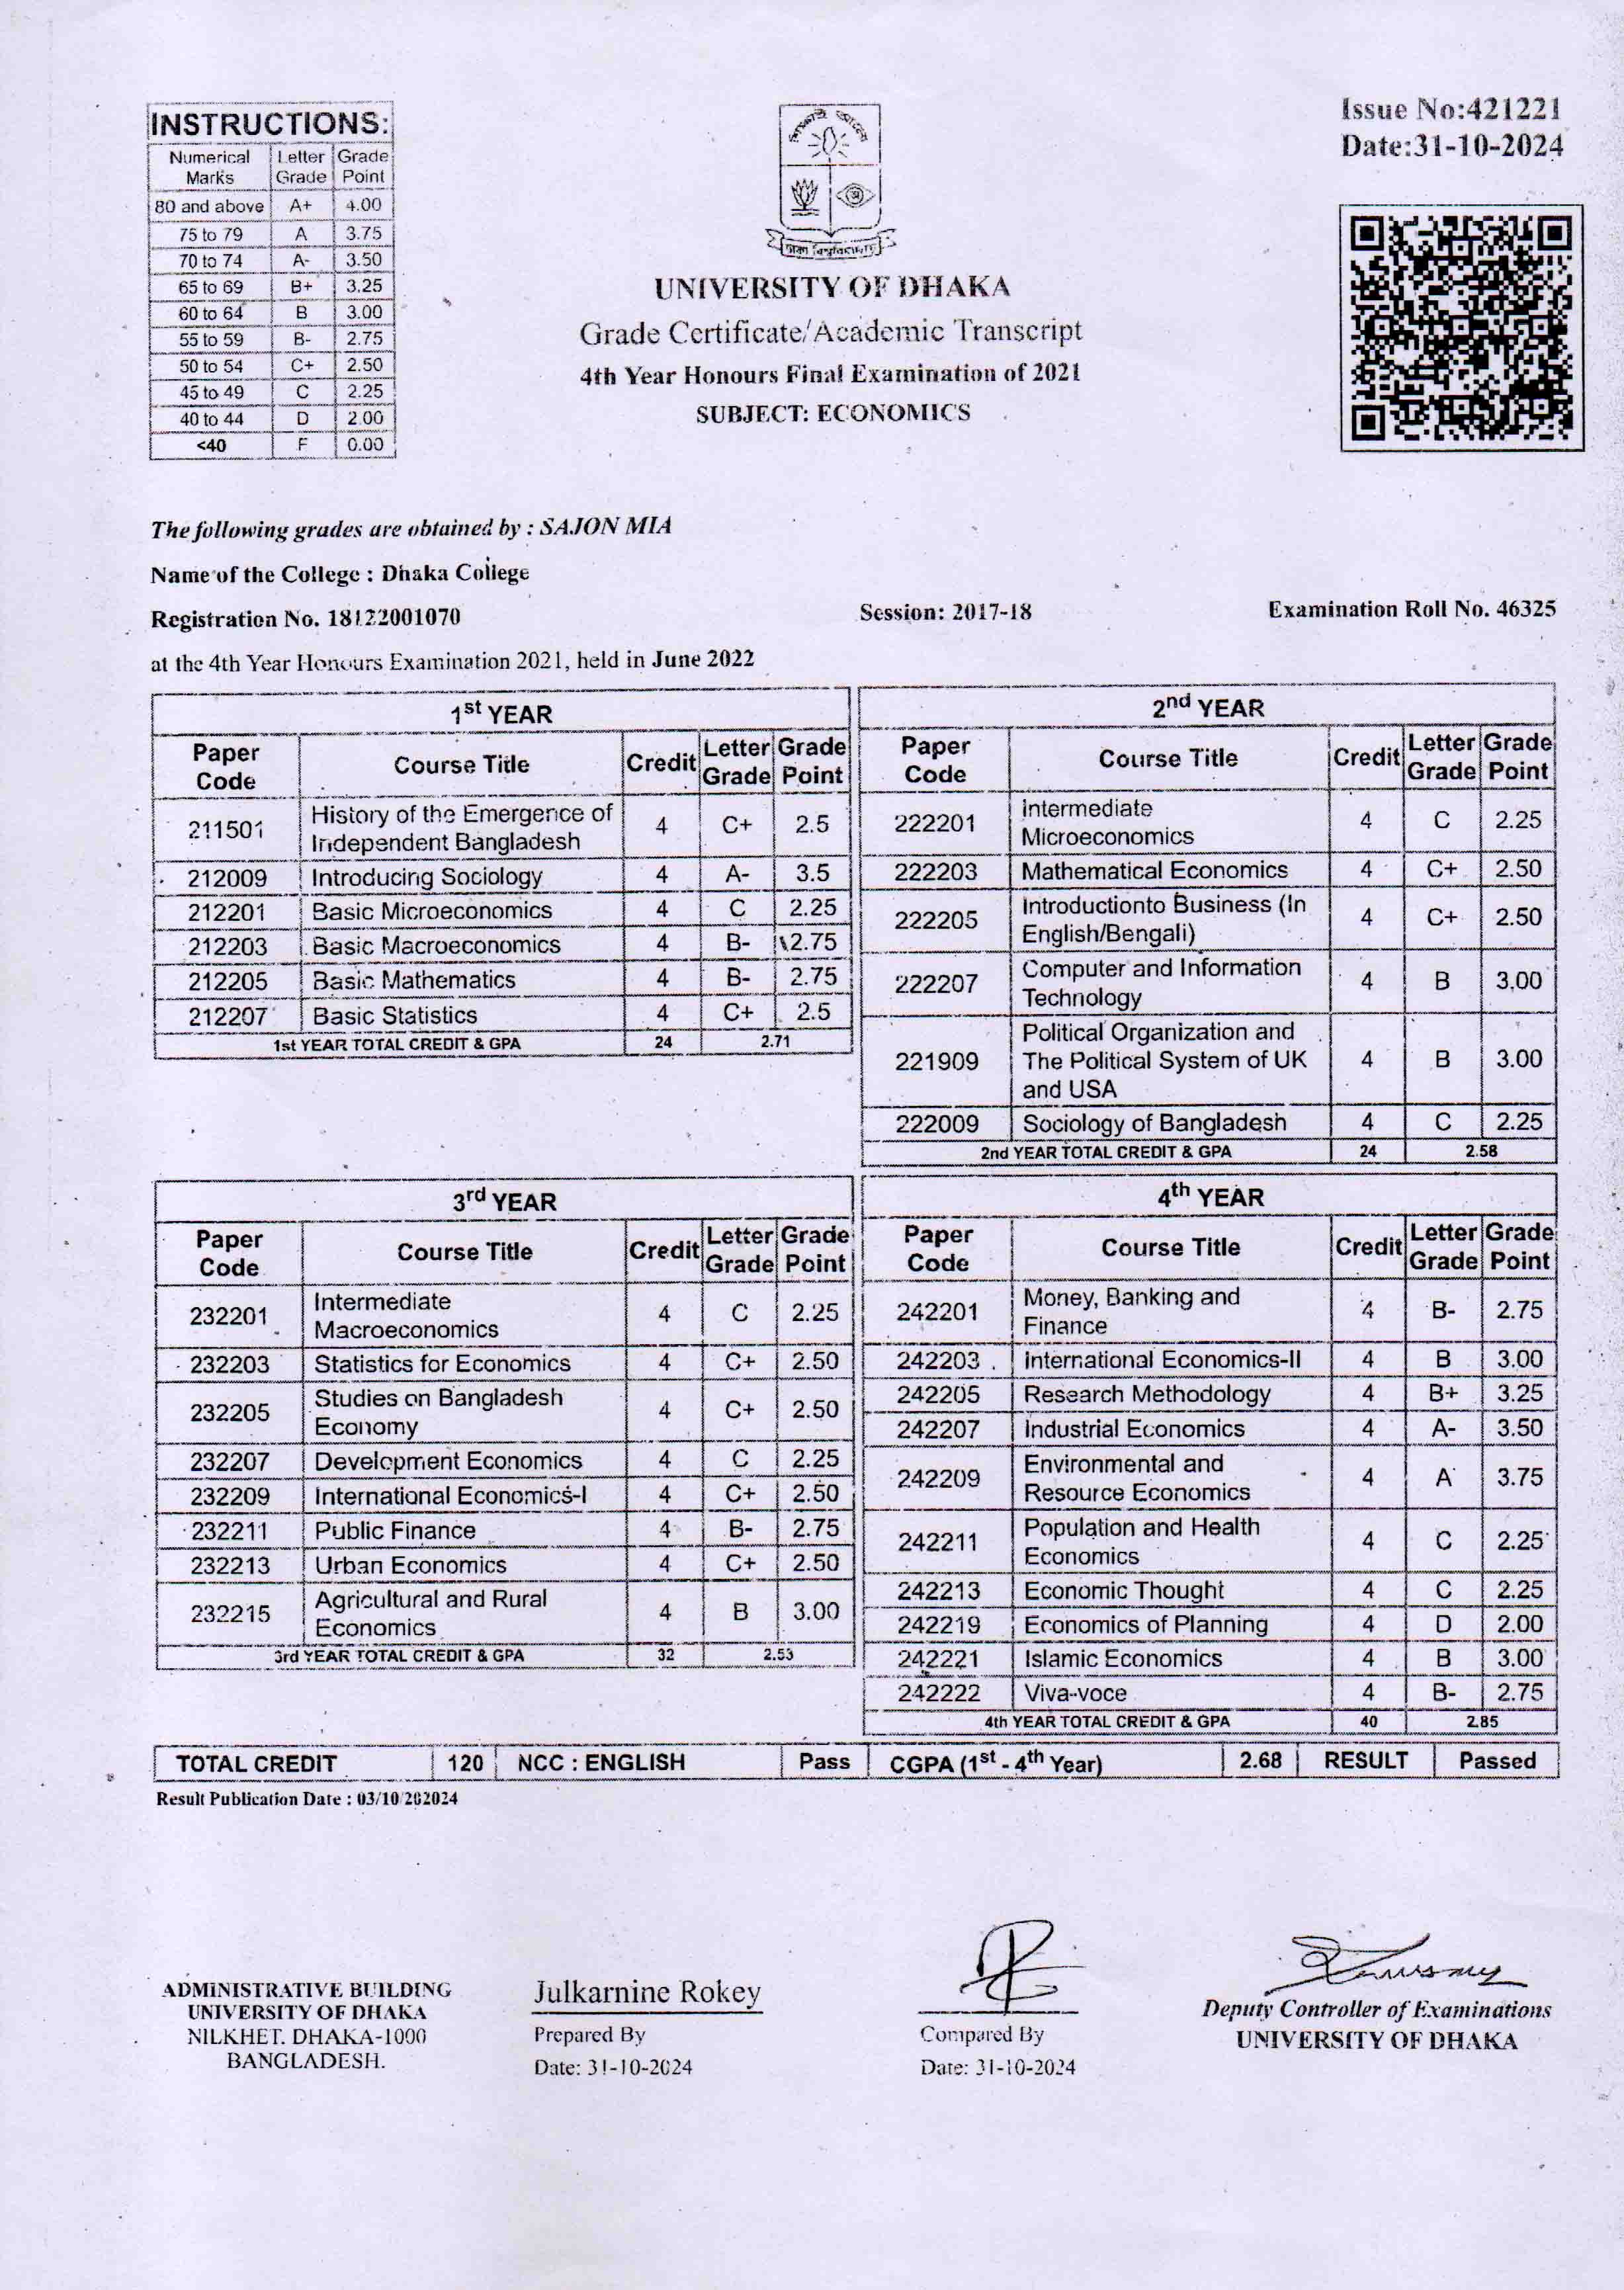 INSTRUCTIONS:
Numerical Marks | Letter Grade | Grade Point
80 and above | A+ | 4.00
75 to 79 | A | 3.75
70 to 74 | A- | 3.50
65 to 69 | B+ | 3.25
60 to 64 | B | 3.00
55 to 59 | B- | 2.75
50 to 54 | C+ | 2.50
45 to 49 | C | 2.25
40 to 44 | D | 2.00
<40 | F | 0.00
Issue No:421221
Date:31-10-2024
UNIVERSITY OF DHAKA
Grade Certificate/Academic Transcript
4th Year Honours Final Examination of 2021
SUBJECT: ECONOMICS
The following grades are obtained by : SAJON MIA
Name of the College : Dhaka College
Registration No. 18122001070 Session: 2017-18 Examination Roll No. 46325
at the 4th Year Honours Examination 2021, held in June 2022
1st YEAR
Paper Code | Course Title | Credit | Letter Grade | Grade Point
211501 | History of the Emergence of Independent Bangladesh | 4 | C+ | 2.5
212009 | Introducing Sociology | 4 | A- | 3.5
212201 | Basic Microeconomics | 4 | C | 2.25
212203 | Basic Macroeconomics | 4 | B- | 2.75
212205 | Basic Mathematics | 4 | B- | 2.75
212207 | Basic Statistics | 4 | C+ | 2.5
1st YEAR TOTAL CREDIT & GPA | 24 | 2.71
2nd YEAR
Paper Code | Course Title | Credit | Letter Grade | Grade Point
222201 | Intermediate Microeconomics | 4 | C | 2.25
222203 | Mathematical Economics | 4 | C+ | 2.50
222205 | Introductionto Business (In English/Bengali) | 4 | C+ | 2.50
222207 | Computer and Information Technology | 4 | B | 3.00
221909 | Political Organization and The Political System of UK and USA | 4 | B | 3.00
222009 | Sociology of Bangladesh | 4 | C | 2.25
2nd YEAR TOTAL CREDIT & GPA | 24 | 2.58
3rd YEAR
Paper Code | Course Title | Credit | Letter Grade | Grade Point
232201 | Intermediate Macroeconomics | 4 | C | 2.25
232203 | Statistics for Economics | 4 | C+ | 2.50
232205 | Studies on Bangladesh Economy | 4 | C+ | 2.50
232207 | Development Economics | 4 | C | 2.25
232209 | International Economics-I | 4 | C+ | 2.50
232211 | Public Finance | 4 | B- | 2.75
232213 | Urban Economics | 4 | C+ | 2.50
232215 | Agricultural and Rural Economics | 4 | B | 3.00
3rd YEAR TOTAL CREDIT & GPA | 32 | 2.53
4th YEAR
Paper Code | Course Title | Credit | Letter Grade | Grade Point
242201 | Money, Banking and Finance | 4 | B- | 2.75
242203 | International Economics-II | 4 | B | 3.00
242205 | Research Methodology | 4 | B+ | 3.25
242207 | Industrial Economics | 4 | A- | 3.50
242209 | Environmental and Resource Economics | 4 | A | 3.75
242211 | Population and Health Economics | 4 | C | 2.25
242213 | Economic Thought | 4 | C | 2.25
242219 | Economics of Planning | 4 | D | 2.00
242221 | Islamic Economics | 4 | B | 3.00
242222 | Viva-voce | 4 | B- | 2.75
4th YEAR TOTAL CREDIT & GPA | 40 | 2.85
TOTAL CREDIT | 120 | NCC : ENGLISH | Pass | CGPA (1st - 4th Year) | 2.68 | RESULT | Passed
Result Publication Date : 03/10/202024
ADMINISTRATIVE BUILDING
UNIVERSITY OF DHAKA
NILKHET. DHAKA-1000
BANGLADESH.
Julkarnine Rokey
Prepared By
Date: 31-10-2024
Compared By
Date: 31-10-2024
Deputy Controller of Examinations
UNIVERSITY OF DHAKA